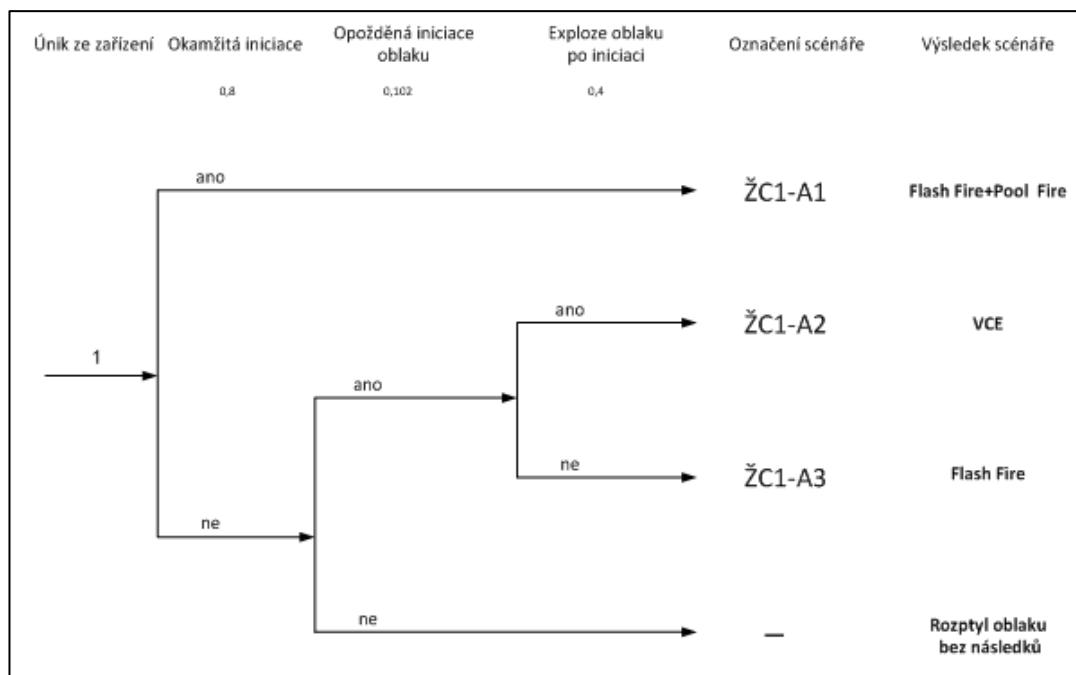 Únik ze zařízení
Okamžitá iniciace
Opožděná iniciace
oblaku
Exploze oblaku
po iniciaci
Označení scénáře
Výsledek scénáře
0,8
0,102
0,4
ano
ŽC1-A1
Flash Fire+Pool Fire
ano
ŽC1-A2
VCE
1
ano
ne
ŽC1-A3
Flash Fire
ne
ne
–
Rozptyl oblaku
bez následků